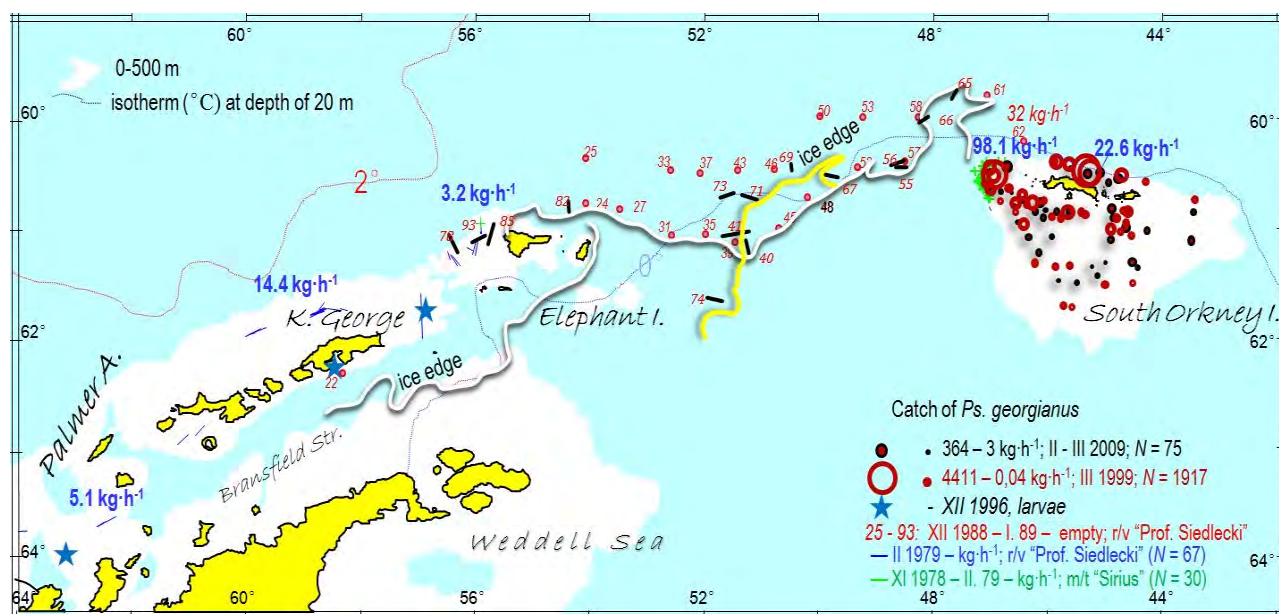 60° 56° 52° 48° 44°
0-500 m
isotherm (°C) at depth of 20 m
60°
60°
2°
0°
65
61
50
53
58
66
32 kg·h⁻¹
62
98.1 kg·h⁻¹
22.6 kg·h⁻¹
ice edge
25
33
37
43
46
69
56
57
55
67
3.2 kg·h⁻¹
73
71
48
82
24
27
31
35
41
45
40
78
93
85
74
14.4 kg·h⁻¹
K. George
Elephant I.
South Orkney I.
62°
62°
22
ice edge
Palmer A.
Bransfield Str.
5.1 kg·h⁻¹
Weddell Sea
64°
64°
Catch of Ps. georgianus
364 – 3 kg·h⁻¹; II - III 2009; N = 75
4411 – 0,04 kg·h⁻¹; III 1999; N = 1917
- XII 1996, larvae
25 - 93: XII 1988 – I. 89 – empty; r/v “Prof. Siedlecki”
II 1979 – kg·h⁻¹; r/v “Prof. Siedlecki” (N = 67)
XI 1978 – II. 79 – kg·h⁻¹; m/t “Sirius” (N = 30)
60° 56° 52° 48° 44°